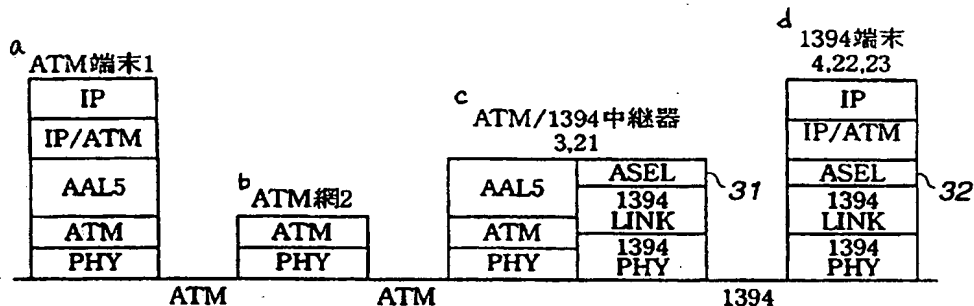 a
ATM端末1
IP
IP/ATM
AAL5
ATM
PHY
b
ATM網2
ATM
PHY
c
ATM/1394中継器
3,21
AAL5
ATM
PHY
ASEL
1394
LINK
1394
PHY
31
d
1394端末
4,22,23
IP
IP/ATM
ASEL
1394
LINK
1394
PHY
32
ATM
ATM
1394